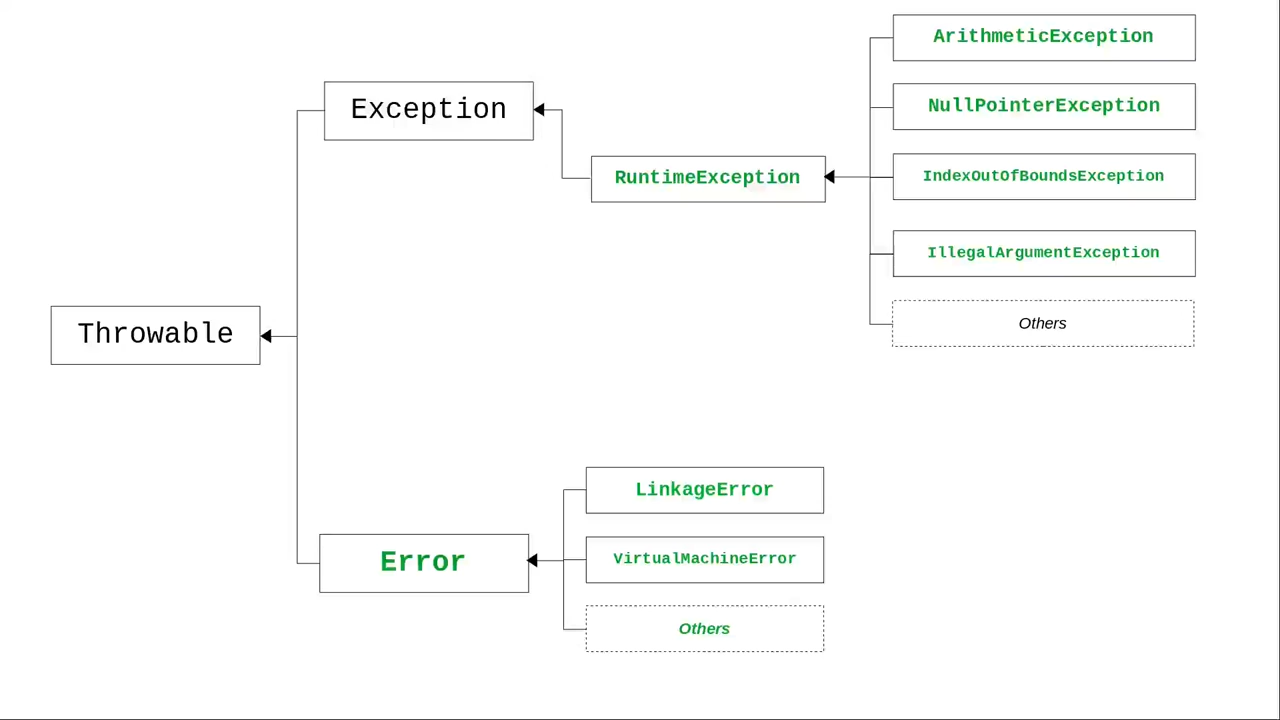 ArithmeticException
Exception
NullPointerException
RuntimeException
IndexOutOfBoundsException
IllegalArgumentException
Others
Throwable
LinkageError
Error
VirtualMachineError
Others